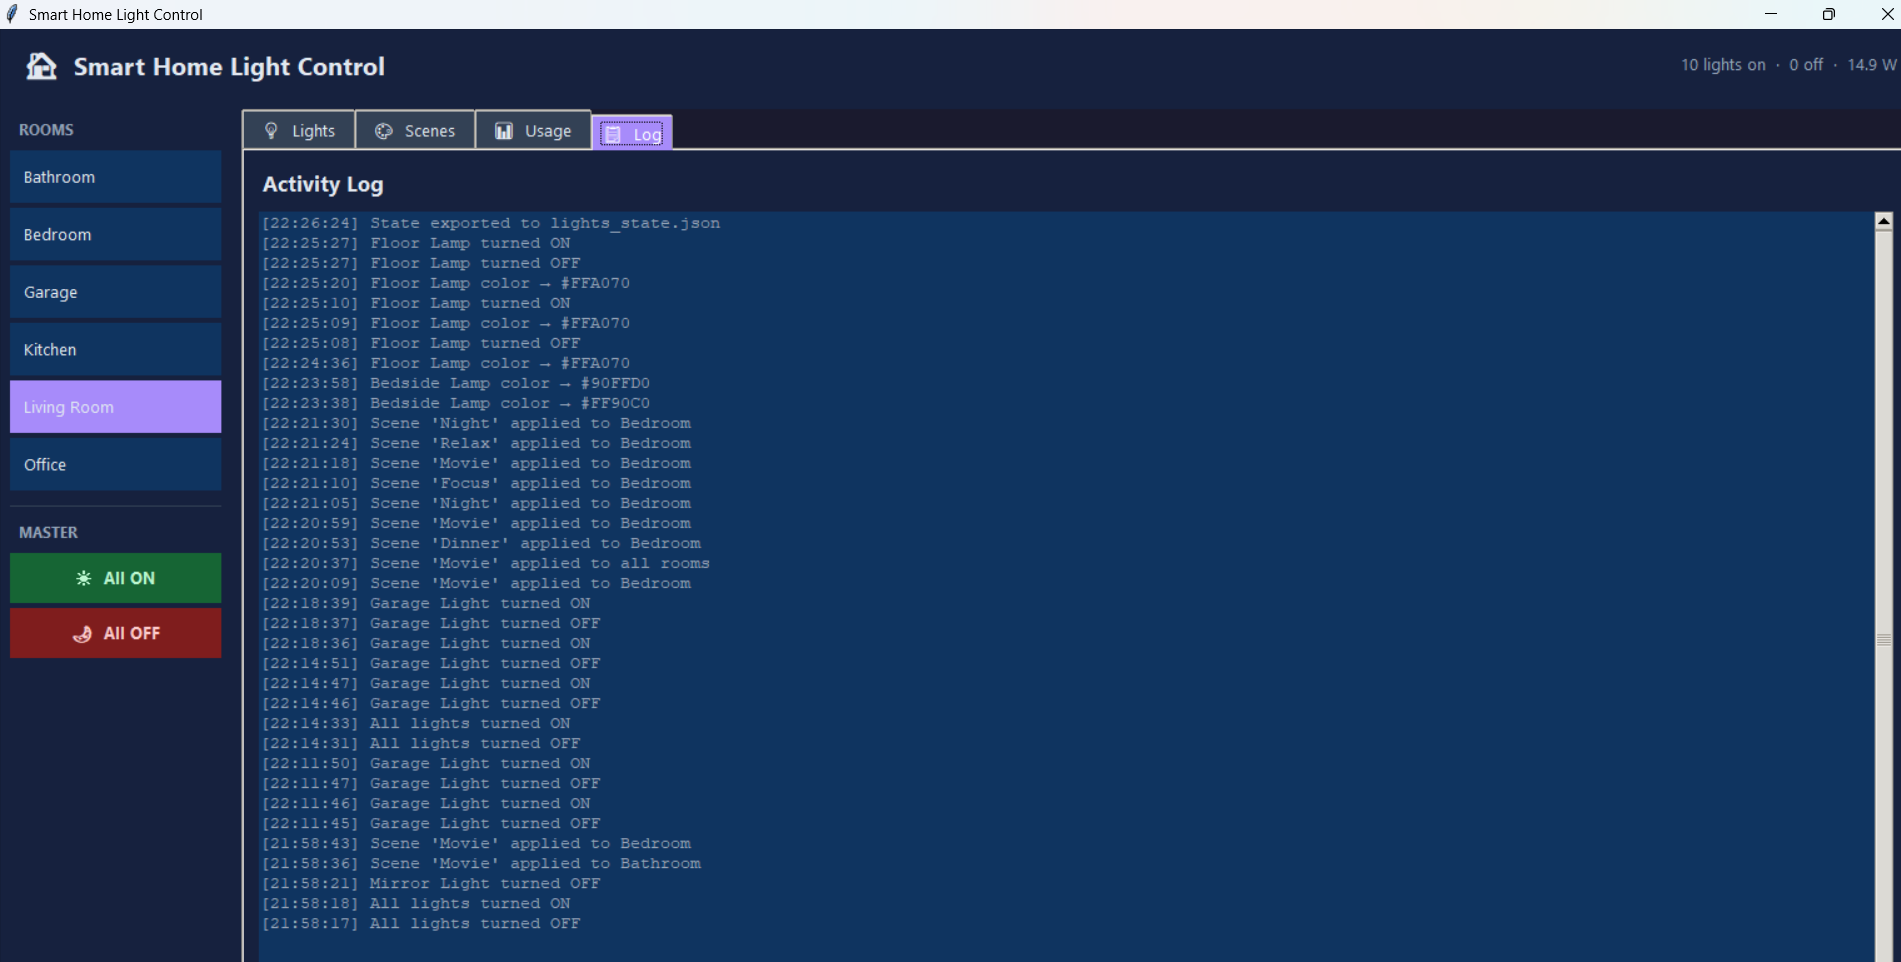 Smart Home Light Control
Smart Home Light Control
10 lights on · 0 off · 14.9 W
ROOMS
Bathroom
Bedroom
Garage
Kitchen
Living Room
Office
MASTER
All ON
All OFF
Lights
Scenes
Usage
Log
Activity Log
[22:26:24] State exported to lights_state.json
[22:25:27] Floor Lamp turned ON
[22:25:27] Floor Lamp turned OFF
[22:25:20] Floor Lamp color → #FFA070
[22:25:10] Floor Lamp turned ON
[22:25:09] Floor Lamp color → #FFA070
[22:25:08] Floor Lamp turned OFF
[22:24:36] Floor Lamp color → #FFA070
[22:23:58] Bedside Lamp color → #90FFD0
[22:23:38] Bedside Lamp color → #FF90C0
[22:21:30] Scene 'Night' applied to Bedroom
[22:21:24] Scene 'Relax' applied to Bedroom
[22:21:18] Scene 'Movie' applied to Bedroom
[22:21:10] Scene 'Focus' applied to Bedroom
[22:21:05] Scene 'Night' applied to Bedroom
[22:20:59] Scene 'Movie' applied to Bedroom
[22:20:53] Scene 'Dinner' applied to Bedroom
[22:20:37] Scene 'Movie' applied to all rooms
[22:20:09] Scene 'Movie' applied to Bedroom
[22:18:39] Garage Light turned ON
[22:18:37] Garage Light turned OFF
[22:18:36] Garage Light turned ON
[22:14:51] Garage Light turned OFF
[22:14:47] Garage Light turned ON
[22:14:46] Garage Light turned OFF
[22:14:33] All lights turned ON
[22:14:31] All lights turned OFF
[22:11:50] Garage Light turned ON
[22:11:47] Garage Light turned OFF
[22:11:46] Garage Light turned ON
[22:11:45] Garage Light turned OFF
[21:58:43] Scene 'Movie' applied to Bedroom
[21:58:36] Scene 'Movie' applied to Bathroom
[21:58:21] Mirror Light turned OFF
[21:58:18] All lights turned ON
[21:58:17] All lights turned OFF